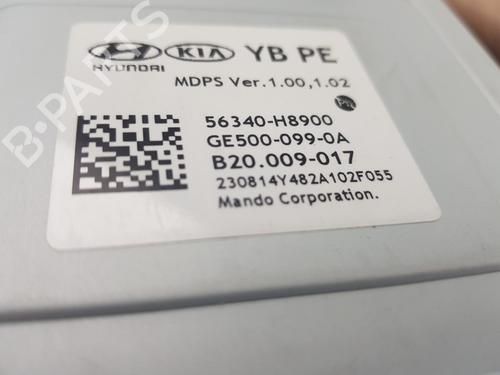 HYUNDAI KIA YB PE
MDPS Ver.1.00,1.02
56340-H8900
GE500-099-0A
B20.009-017
230814Y482A102F055
Mando Corporation.
B-PARTS